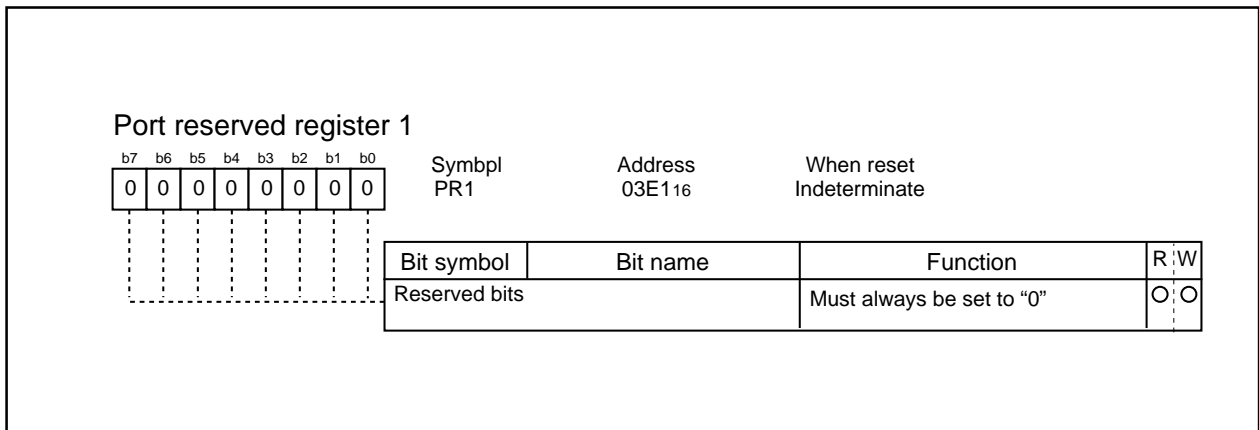 Port reserved register 1
b7 b6 b5 b4 b3 b2 b1 b0
0 0 0 0 0 0 0 0
Symbpl Address When reset
PR1 03E116 Indeterminate
Bit symbol Bit name Function R W
Reserved bits Must always be set to “0” O O